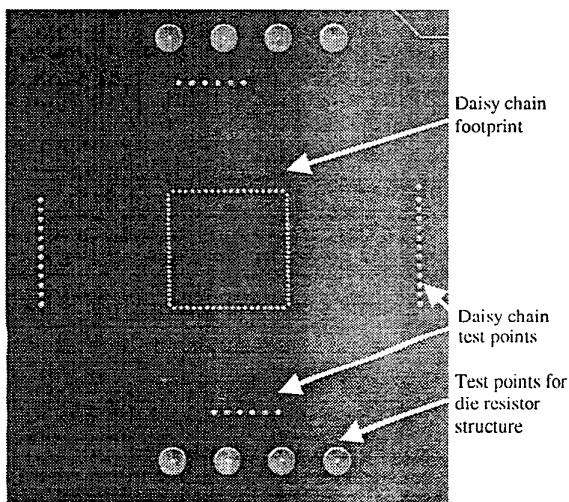 Daisy chain
footprint
Daisy chain
test points
Test points for
die resistor
structure